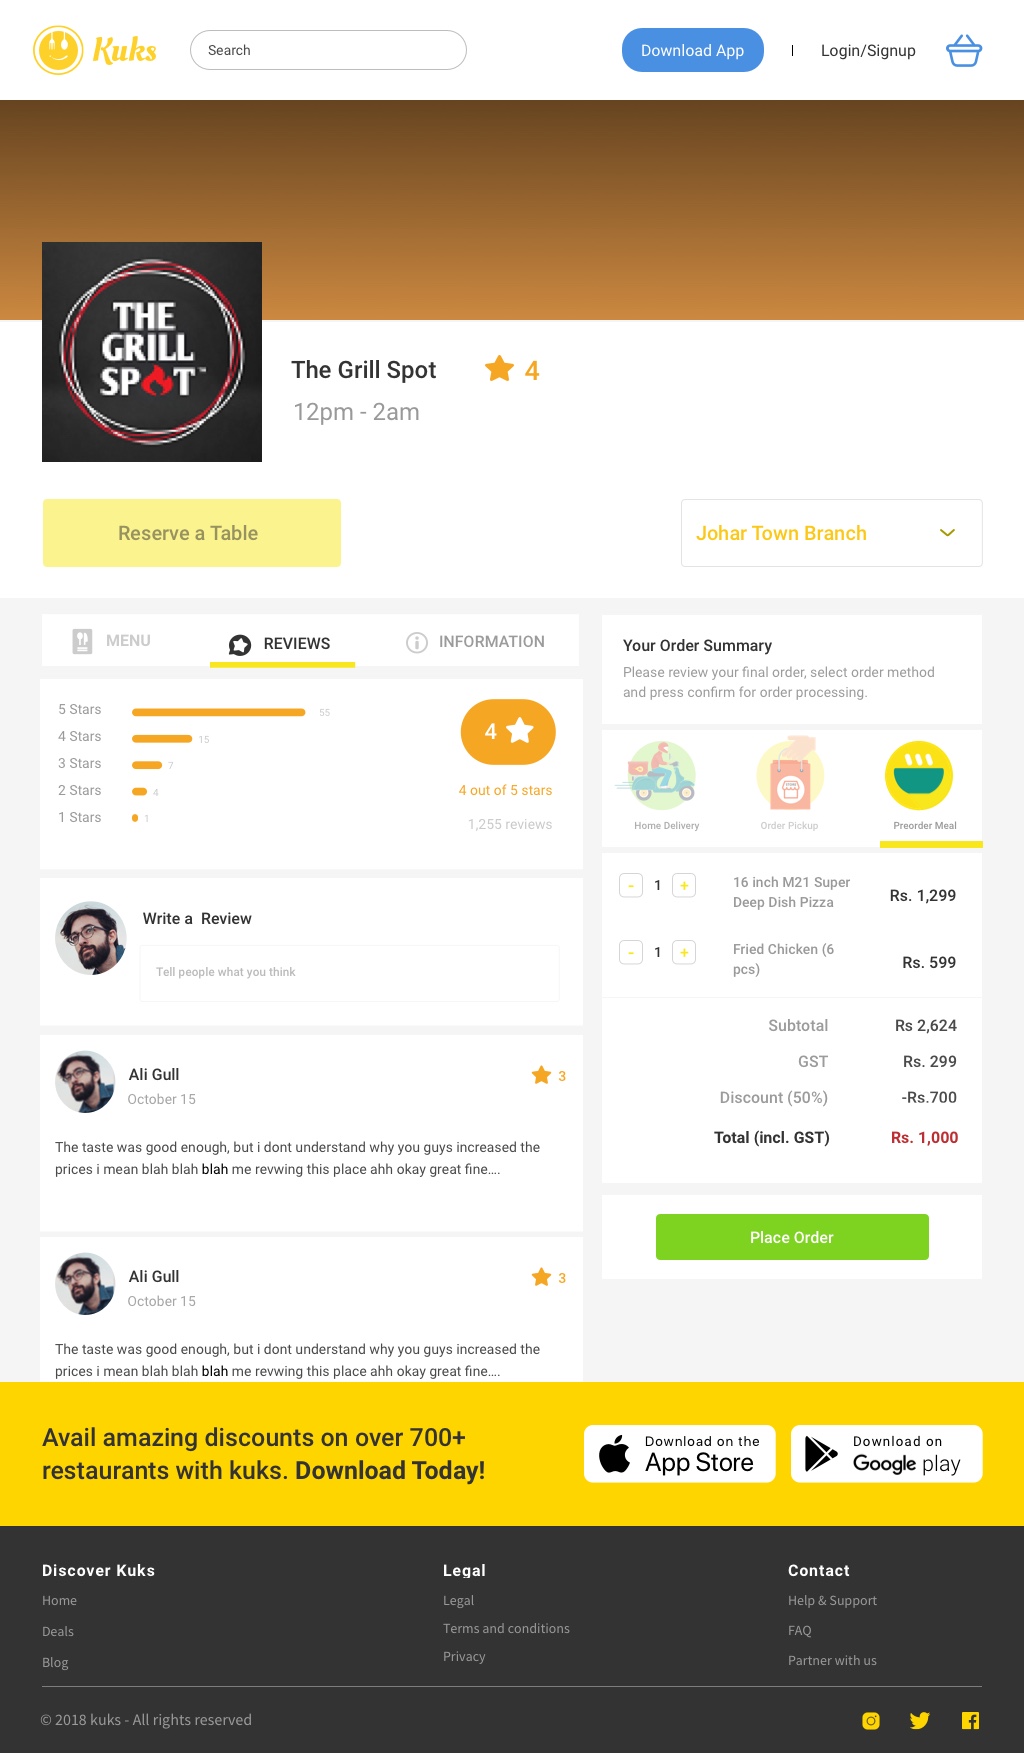 Kuks
Search
Download App
Login/Signup
THE
GRILL
SPOT™
The Grill Spot
4
12pm - 2am
Reserve a Table
Johar Town Branch
MENU
REVIEWS
INFORMATION
5 Stars
55
4 Stars
15
3 Stars
7
2 Stars
4
1 Stars
1
4
4 out of 5 stars
1,255 reviews
Write a  Review
Tell people what you think
Ali Gull
3
October 15
The taste was good enough, but i dont understand why you guys increased the
prices i mean blah blah blah me revwing this place ahh okay great fine....
Ali Gull
3
October 15
The taste was good enough, but i dont understand why you guys increased the
prices i mean blah blah blah me revwing this place ahh okay great fine....
Your Order Summary
Please review your final order, select order method
and press confirm for order processing.
Home Delivery
Order Pickup
Preorder Meal
- 1 +
16 inch M21 Super
Deep Dish Pizza
Rs. 1,299
- 1 +
Fried Chicken (6
pcs)
Rs. 599
Subtotal
Rs 2,624
GST
Rs. 299
Discount (50%)
-Rs.700
Total (incl. GST)
Rs. 1,000
Place Order
Avail amazing discounts on over 700+
restaurants with kuks. Download Today!
Download on the
App Store
Download on
Google play
Discover Kuks
Home
Deals
Blog
Legal
Legal
Terms and conditions
Privacy
Contact
Help & Support
FAQ
Partner with us
© 2018 kuks - All rights reserved